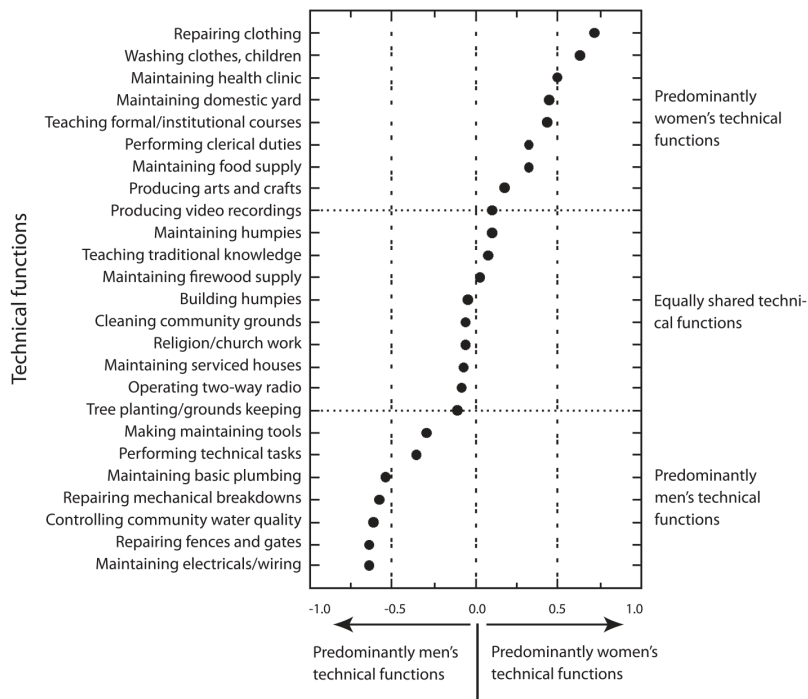 Technical functions
Repairing clothing
Washing clothes, children
Maintaining health clinic
Maintaining domestic yard
Teaching formal/institutional courses
Performing clerical duties
Maintaining food supply
Producing arts and crafts
Producing video recordings
Maintaining humpies
Teaching traditional knowledge
Maintaining firewood supply
Building humpies
Cleaning community grounds
Religion/church work
Maintaining serviced houses
Operating two-way radio
Tree planting/grounds keeping
Making maintaining tools
Performing technical tasks
Maintaining basic plumbing
Repairing mechanical breakdowns
Controlling community water quality
Repairing fences and gates
Maintaining electricals/wiring
Predominantly
women's technical
functions
Equally shared techni-
cal functions
Predominantly
men's technical
functions
-1.0 -0.5 0.0 0.5 1.0
Predominantly men's
technical functions
Predominantly women's
technical functions